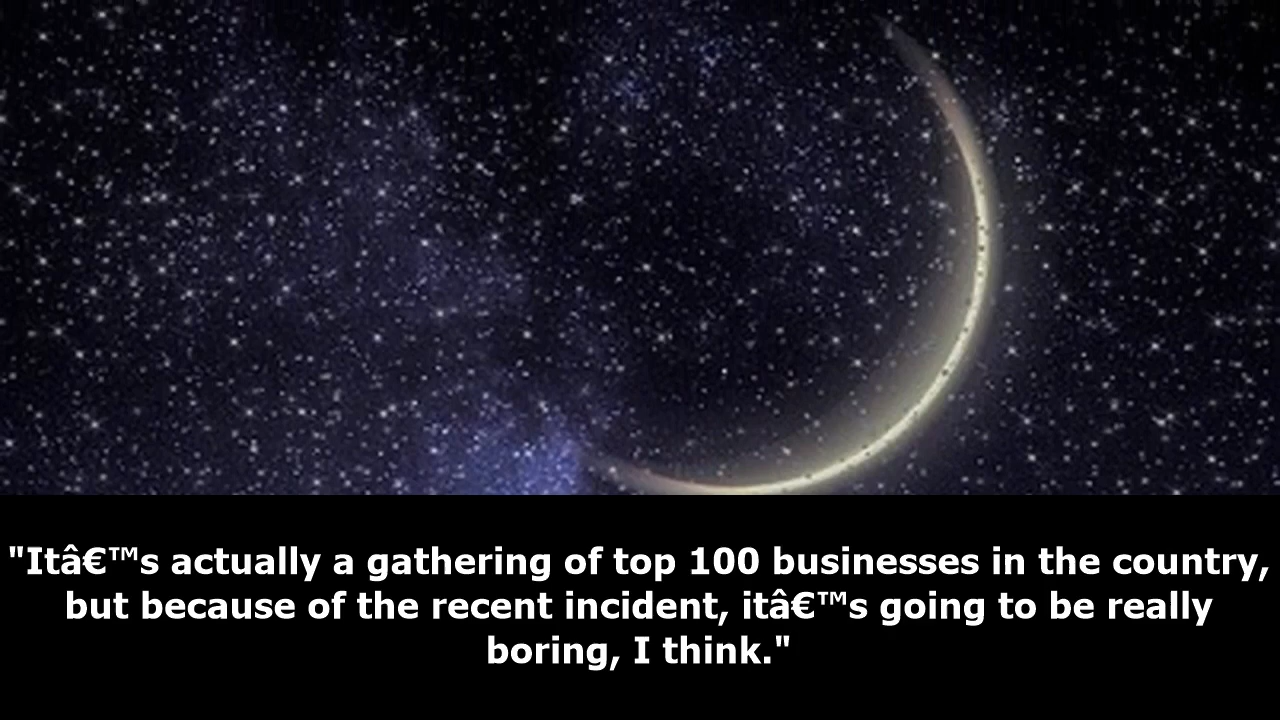 "Itâ€™s actually a gathering of top 100 businesses in the country,
but because of the recent incident, itâ€™s going to be really
boring, I think."